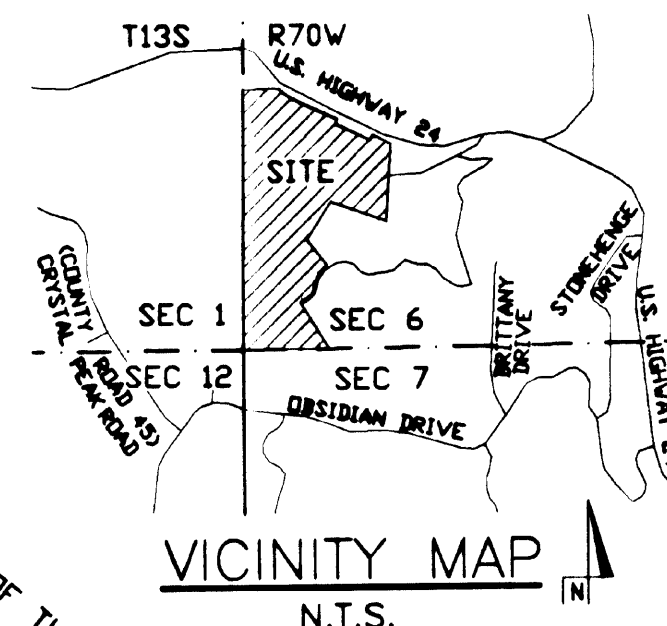 T13S R70W
U.S. HIGHWAY 24
SITE
STONEHENGE
DRIVE
(COUNTY ROAD 45)
CRYSTAL PEAK ROAD
SEC 1 SEC 6
BRITTANY
DRIVE
U.S. HIGHWAY
SEC 12 SEC 7
OBSIDIAN DRIVE
VICINITY MAP
N
N.T.S.
OF